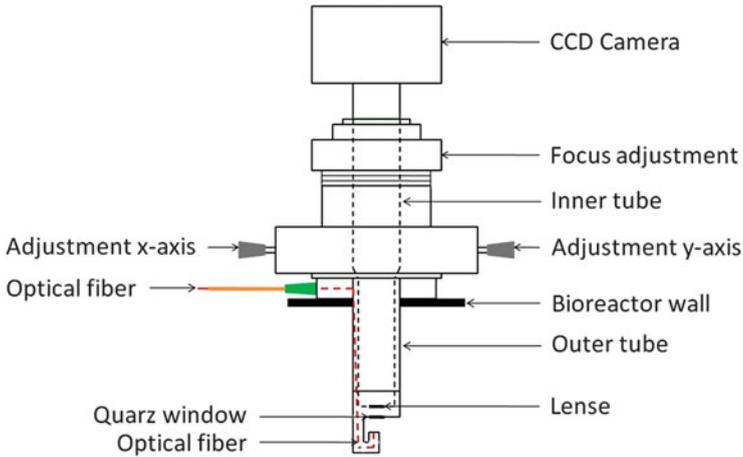 CCD Camera
Focus adjustment
Inner tube
Adjustment x-axis
Adjustment y-axis
Optical fiber
Bioreactor wall
Outer tube
Lense
Quarz window
Optical fiber